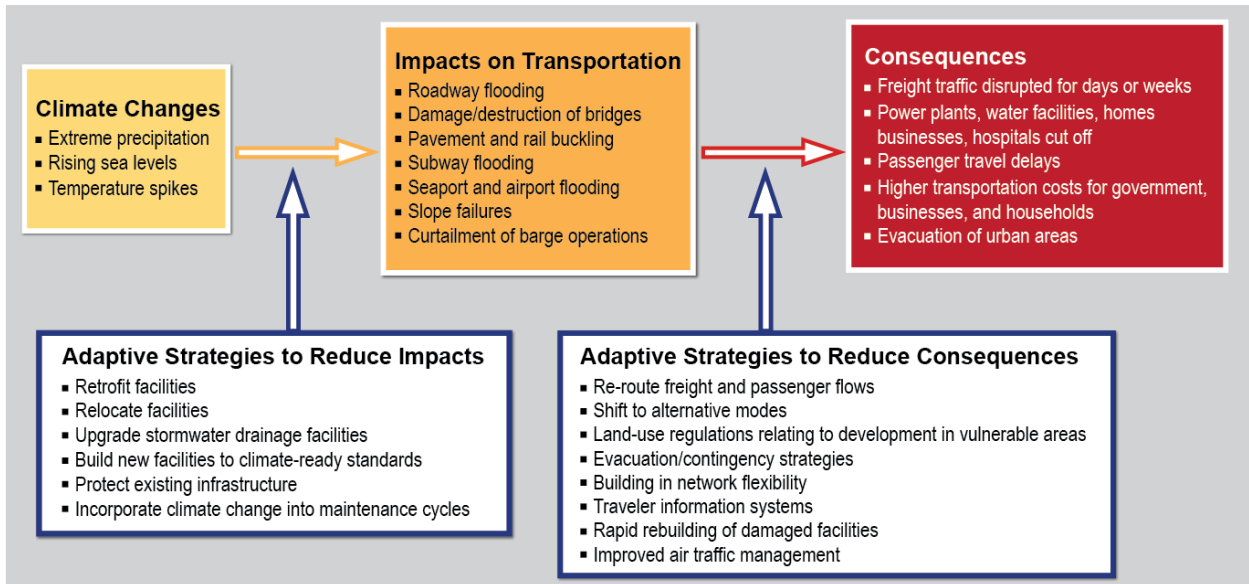 Climate Changes
▪ Extreme precipitation
▪ Rising sea levels
▪ Temperature spikes
Impacts on Transportation
▪ Roadway flooding
▪ Damage/destruction of bridges
▪ Pavement and rail buckling
▪ Subway flooding
▪ Seaport and airport flooding
▪ Slope failures
▪ Curtailment of barge operations
Consequences
▪ Freight traffic disrupted for days or weeks
▪ Power plants, water facilities, homes
businesses, hospitals cut off
▪ Passenger travel delays
▪ Higher transportation costs for government,
businesses, and households
▪ Evacuation of urban areas
Adaptive Strategies to Reduce Impacts
▪ Retrofit facilities
▪ Relocate facilities
▪ Upgrade stormwater drainage facilities
▪ Build new facilities to climate-ready standards
▪ Protect existing infrastructure
▪ Incorporate climate change into maintenance cycles
Adaptive Strategies to Reduce Consequences
▪ Re-route freight and passenger flows
▪ Shift to alternative modes
▪ Land-use regulations relating to development in vulnerable areas
▪ Evacuation/contingency strategies
▪ Building in network flexibility
▪ Traveler information systems
▪ Rapid rebuilding of damaged facilities
▪ Improved air traffic management